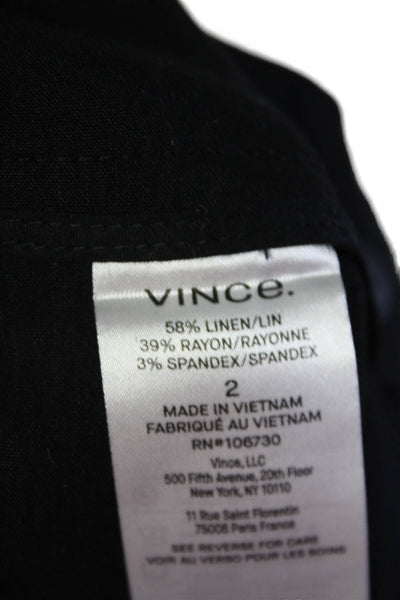 VINCE.
58% LINEN/LIN
39% RAYON/RAYONNE
3% SPANDEX/SPANDEX
2
MADE IN VIETNAM
FABRIQUÉ AU VIETNAM
RN#106730
Vince, LLC
500 Fifth Avenue, 20th Floor
New York, NY 10110
11 Rue Saint Florentin
75008 Paris France
SEE REVERSE FOR CARE
VOIR AU VERSO POUR LES SOINS